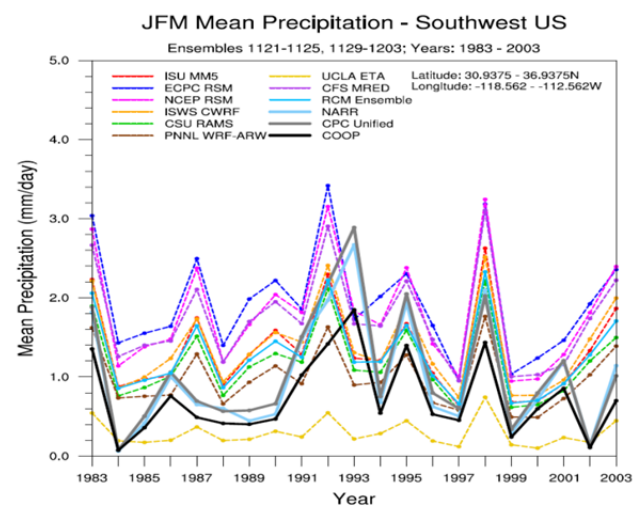 JFM Mean Precipitation - Southwest US
Ensembles 1121-1125, 1129-1203; Years: 1983 - 2003
5.0
4.0
3.0
2.0
1.0
0.0
Mean Precipitation (mm/day)
ISU MM5
ECPC RSM
NCEP RSM
ISWS CWRF
CSU RAMS
PNNL WRF-ARW
UCLA ETA
CFS MRED
RCM Ensemble
NARR
CPC Unified
COOP
Latitude: 30.9375 - 36.9375N
Longitude: -118.562 - -112.562W
1983 1985 1987 1989 1991 1993 1995 1997 1999 2001 2003
Year